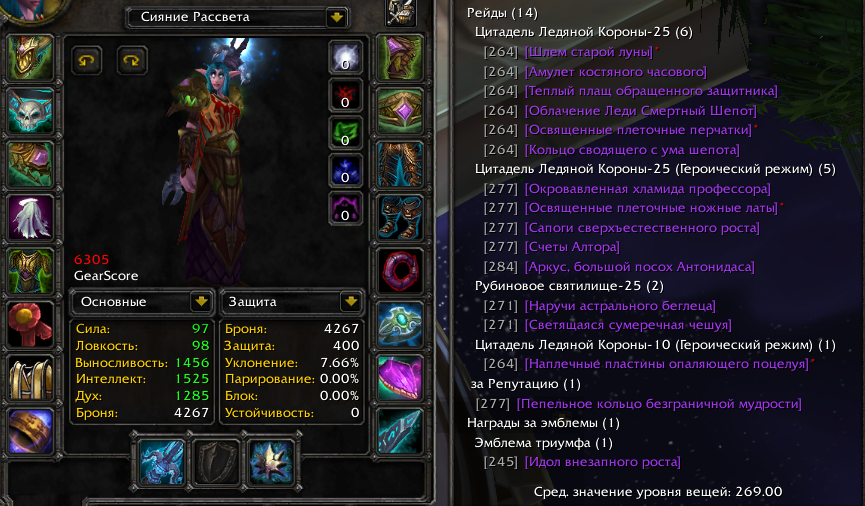 Сияние Рассвета
0
0
0
0
0
6305
GearScore
Основные
Защита
Сила: 97
Ловкость: 98
Выносливость: 1456
Интеллект: 1525
Дух: 1285
Броня: 4267
Броня: 4267
Защита: 400
Уклонение: 7.66%
Парирование: 0.00%
Блок: 0.00%
Устойчивость: 0
Рейды (14)
Цитадель Ледяной Короны-25 (6)
[264] [Шлем старой луны]*
[264] [Амулет костяного часового]
[264] [Теплый плащ обращенного защитника]
[264] [Облачение Леди Смертный Шепот]
[264] [Освященные плеточные перчатки]*
[264] [Кольцо сводящего с ума шепота]
Цитадель Ледяной Короны-25 (Героический режим) (5)
[277] [Окровавленная хламида профессора]
[277] [Освященные плеточные ножные латы]*
[277] [Сапоги сверхъестественного роста]
[277] [Счеты Алтора]
[284] [Аркус, большой посох Антонидаса]
Рубиновое святилище-25 (2)
[271] [Наручи астрального беглеца]
[271] [Светящаяся сумеречная чешуя]
Цитадель Ледяной Короны-10 (Героический режим) (1)
[264] [Наплечные пластины опаляющего поцелуя]*
за Репутацию (1)
[277] [Пепельное кольцо безграничной мудрости]
Награды за эмблемы (1)
Эмблема триумфа (1)
[245] [Идол внезапного роста]
Сред. значение уровня вещей: 269.00